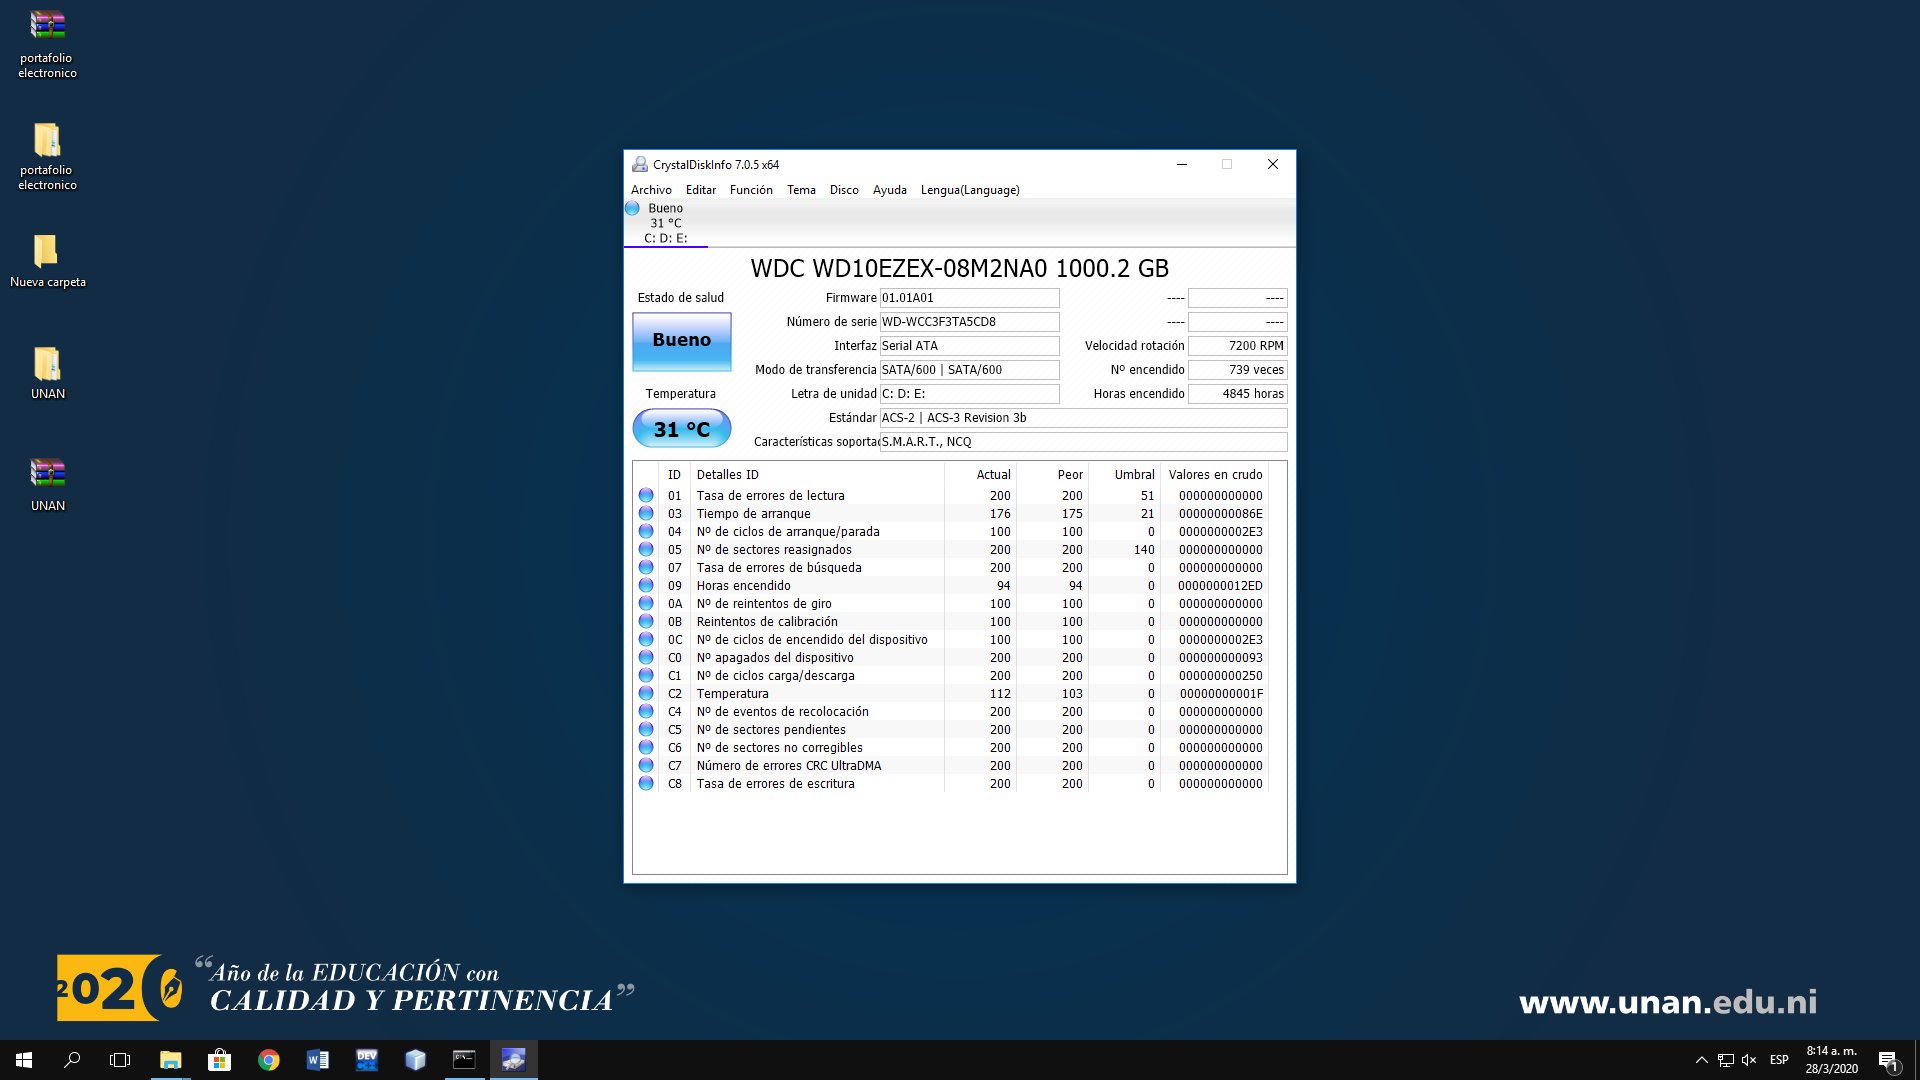 portafolio
electronico
portafolio
electronico
Nueva carpeta
UNAN
UNAN
CrystalDiskInfo 7.0.5 x64
Archivo Editar Función Tema Disco Ayuda Lengua(Language)
Bueno
31 °C
C: D: E:
WDC WD10EZEX-08M2NA0 1000.2 GB
Estado de salud
Bueno
Temperatura
31 °C
Firmware 01.01A01 ---- ----
Número de serie WD-WCC3F3TA5CD8 ---- ----
Interfaz Serial ATA Velocidad rotación 7200 RPM
Modo de transferencia SATA/600 | SATA/600 Nº encendido 739 veces
Letra de unidad C: D: E: Horas encendido 4845 horas
Estándar ACS-2 | ACS-3 Revision 3b
Características soportac S.M.A.R.T., NCQ
ID Detalles ID Actual Peor Umbral Valores en crudo
01 Tasa de errores de lectura 200 200 51 000000000000
03 Tiempo de arranque 176 175 21 00000000086E
04 Nº de ciclos de arranque/parada 100 100 0 0000000002E3
05 Nº de sectores reasignados 200 200 140 000000000000
07 Tasa de errores de búsqueda 200 200 0 000000000000
09 Horas encendido 94 94 0 0000000012ED
0A Nº de reintentos de giro 100 100 0 000000000000
0B Reintentos de calibración 100 100 0 000000000000
0C Nº de ciclos de encendido del dispositivo 100 100 0 0000000002E3
C0 Nº apagados del dispositivo 200 200 0 000000000093
C1 Nº de ciclos carga/descarga 200 200 0 000000000250
C2 Temperatura 112 103 0 00000000001F
C4 Nº de eventos de recolocación 200 200 0 000000000000
C5 Nº de sectores pendientes 200 200 0 000000000000
C6 Nº de sectores no corregibles 200 200 0 000000000000
C7 Número de errores CRC UltraDMA 200 200 0 000000000000
C8 Tasa de errores de escritura 200 200 0 000000000000
2020
“Año de la EDUCACIÓN con
CALIDAD Y PERTINENCIA”
www.unan.edu.ni
DEV
C++
ESP
8:14 a. m.
28/3/2020
1